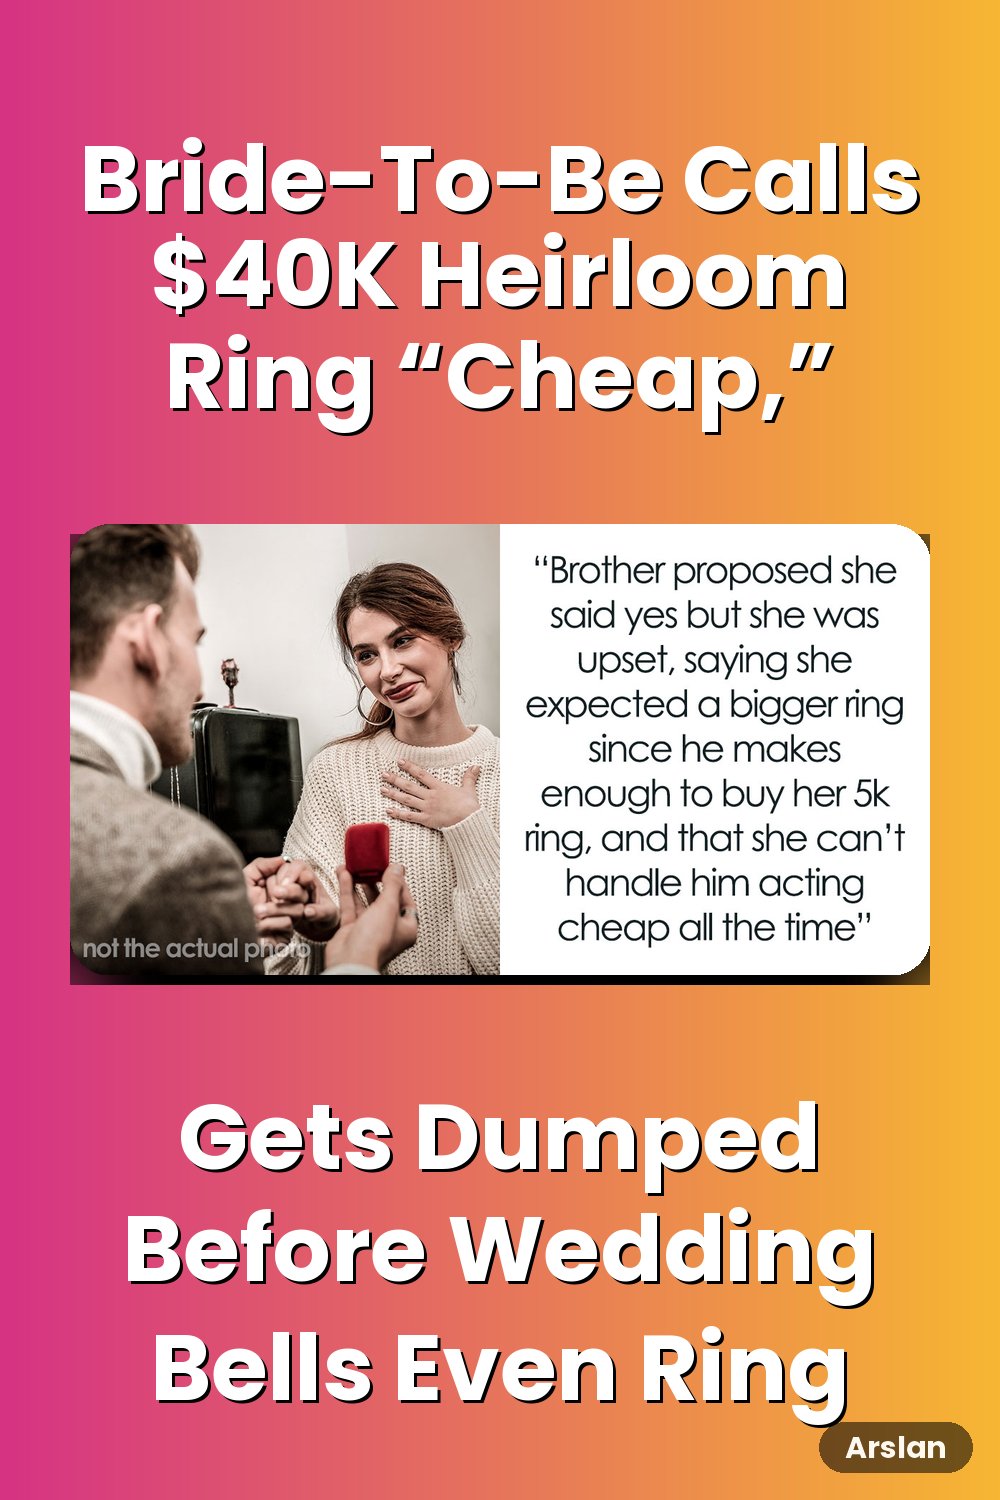 Bride-To-Be Calls
$40K Heirloom
Ring “Cheap,”
“Brother proposed she
said yes but she was
upset, saying she
expected a bigger ring
since he makes
enough to buy her 5k
ring, and that she can’t
handle him acting
cheap all the time”
not the actual photo
Gets Dumped
Before Wedding
Bells Even Ring
Arslan